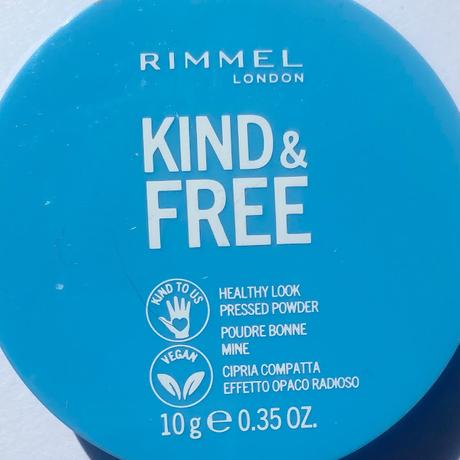 RIMMEL
LONDON
KIND &
FREE
KIND TO US
HEALTHY LOOK
PRESSED POWDER
POUDRE BONNE
MINE
VEGAN
CIPRIA COMPATTA
EFFETTO OPACO RADIOSO
10 g ℮ 0.35 OZ.